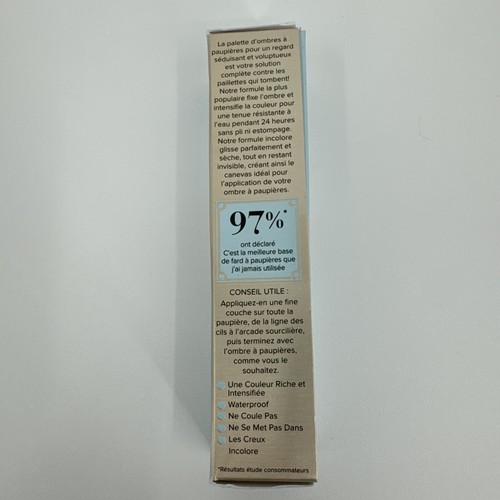 La palette d'ombres à
paupières pour un regard
séduisant et voluptueux
est votre solution
complète contre les
paillettes qui tombent!
Notre formule la plus
populaire fixe l'ombre et
intensifie la couleur pour
une tenue résistante à
l'eau pendant 24 heures
sans pli ni estompage.
Notre formule incolore
glisse parfaitement et
sèche, tout en restant
invisible, créant ainsi le
canevas idéal pour
l'application de votre
ombre à paupières.
97%*
ont déclaré
C'est la meilleure base
de fard à paupières que
j'ai jamais utilisée
CONSEIL UTILE :
Appliquez-en une fine
couche sur toute la
paupière, de la ligne des
cils à l'arcade sourcilière,
puis terminez avec
l'ombre à paupières,
comme vous le
souhaitez.
Une Couleur Riche et
Intensifiée
Waterproof
Ne Coule Pas
Ne Se Met Pas Dans
Les Creux
Incolore
*Résultats étude consommateurs